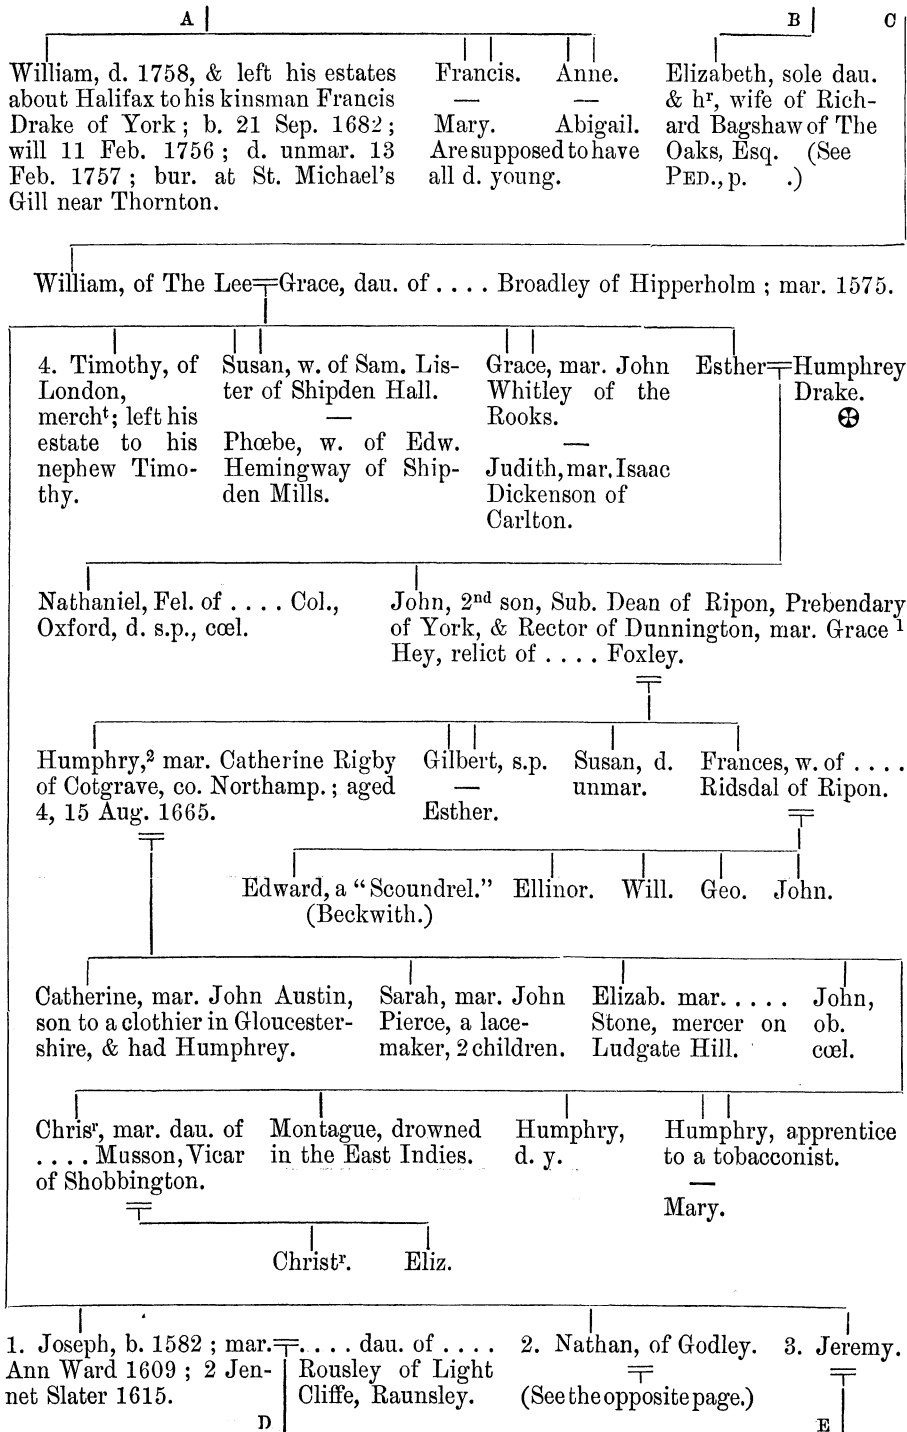 A B C
William, d. 1758, & left his estates
about Halifax to his kinsman Francis
Drake of York ; b. 21 Sep. 1682 ;
will 11 Feb. 1756 ; d. unmar. 13
Feb. 1757 ; bur. at St. Michael's
Gill near Thornton.
Francis. Anne.
— —
Mary. Abigail.
Are supposed to have
all d. young.
Elizabeth, sole dau.
& hʳ, wife of Rich-
ard Bagshaw of The
Oaks, Esq. (See
PED., p. .)
William, of The Lee=Grace, dau. of . . . . Broadley of Hipperholm ; mar. 1575.
4. Timothy, of
London,
mercht; left his
estate to his
nephew Timo-
thy.
Susan, w. of Sam. Lis-
ter of Shipden Hall.
—
Phœbe, w. of Edw.
Hemingway of Ship-
den Mills.
Grace, mar. John
Whitley of the
Rooks.
—
Judith, mar. Isaac
Dickenson of
Carlton.
Esther=Humphrey
Drake.
✠
Nathaniel, Fel. of . . . . Col.,
Oxford, d. s.p., cœl.
John, 2nd son, Sub. Dean of Ripon, Prebendary
of York, & Rector of Dunnington, mar. Grace ¹
Hey, relict of . . . . Foxley.
Humphry,² mar. Catherine Rigby
of Cotgrave, co. Northamp. ; aged
4, 15 Aug. 1665.
Gilbert, s.p.
—
Esther.
Susan, d.
unmar.
Frances, w. of . . . .
Ridsdal of Ripon.
Edward, a "Scoundrel."
(Beckwith.)
Ellinor. Will. Geo. John.
Catherine, mar. John Austin,
son to a clothier in Gloucester-
shire, & had Humphrey.
Sarah, mar. John
Pierce, a lace-
maker, 2 children.
Elizab. mar. . . . .
Stone, mercer on
Ludgate Hill.
John,
ob.
cœl.
Chrisʳ, mar. dau. of
. . . . Musson, Vicar
of Shobbington.
Montague, drowned
in the East Indies.
Humphry,
d. y.
Humphry, apprentice
to a tobacconist.
—
Mary.
Christʳ. Eliz.
1. Joseph, b. 1582 ; mar.=. . . . dau. of . . . .
Ann Ward 1609 ; 2 Jen-
net Slater 1615.
Rousley of Light
Cliffe, Raunsley.
2. Nathan, of Godley.
(See the opposite page.)
3. Jeremy.
D E